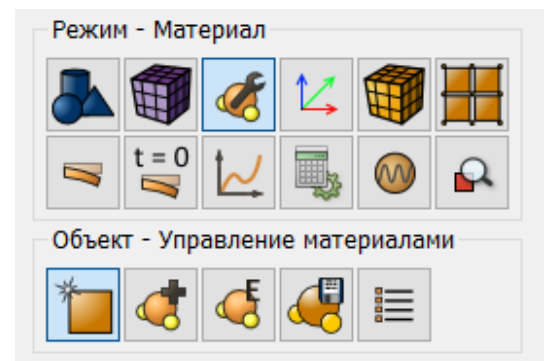 Режим - Материал
t = 0
Объект - Управление материалами
E